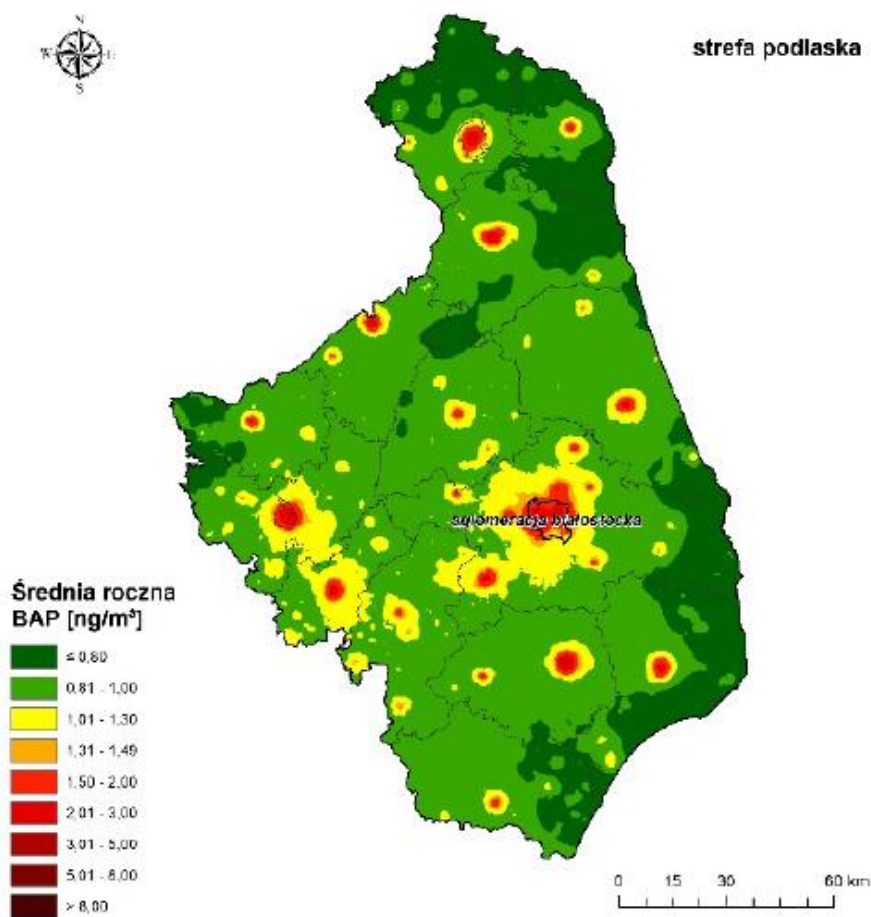 N
W E
S
strefa podlaska
aglomeracja białostocka
Średnia roczna
BAP [ng/m³]
≤ 0,80
0,81 - 1,00
1,01 - 1,30
1,31 - 1,49
1,50 - 2,00
2,01 - 3,00
3,01 - 5,00
5,01 - 8,00
> 8,00
0 15 30 60 km